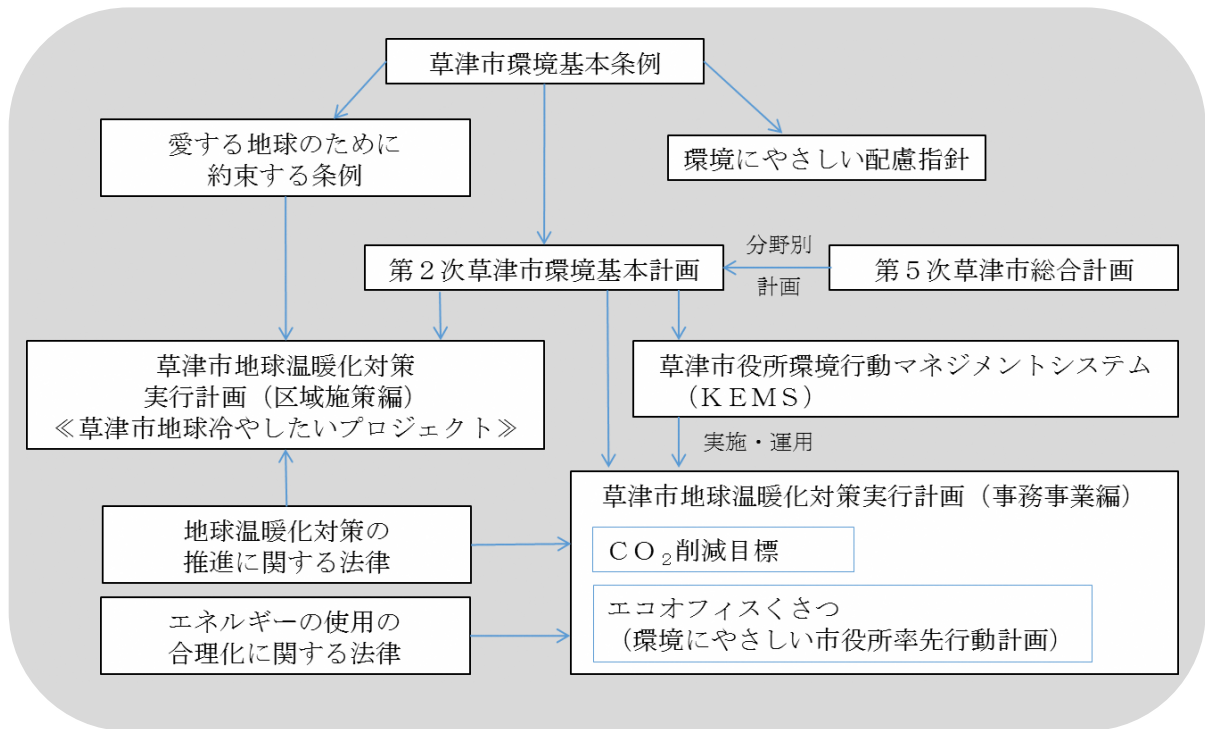 草津市環境基本条例
愛する地球のために
約束する条例
環境にやさしい配慮指針
分野別
計画
第２次草津市環境基本計画
第５次草津市総合計画
草津市地球温暖化対策
実行計画（区域施策編）
≪草津市地球冷やしたいプロジェクト≫
草津市役所環境行動マネジメントシステム
（ＫＥＭＳ）
実施・運用
草津市地球温暖化対策実行計画（事務事業編）
地球温暖化対策の
推進に関する法律
ＣＯ₂削減目標
エネルギーの使用の
合理化に関する法律
エコオフィスくさつ
（環境にやさしい市役所率先行動計画）